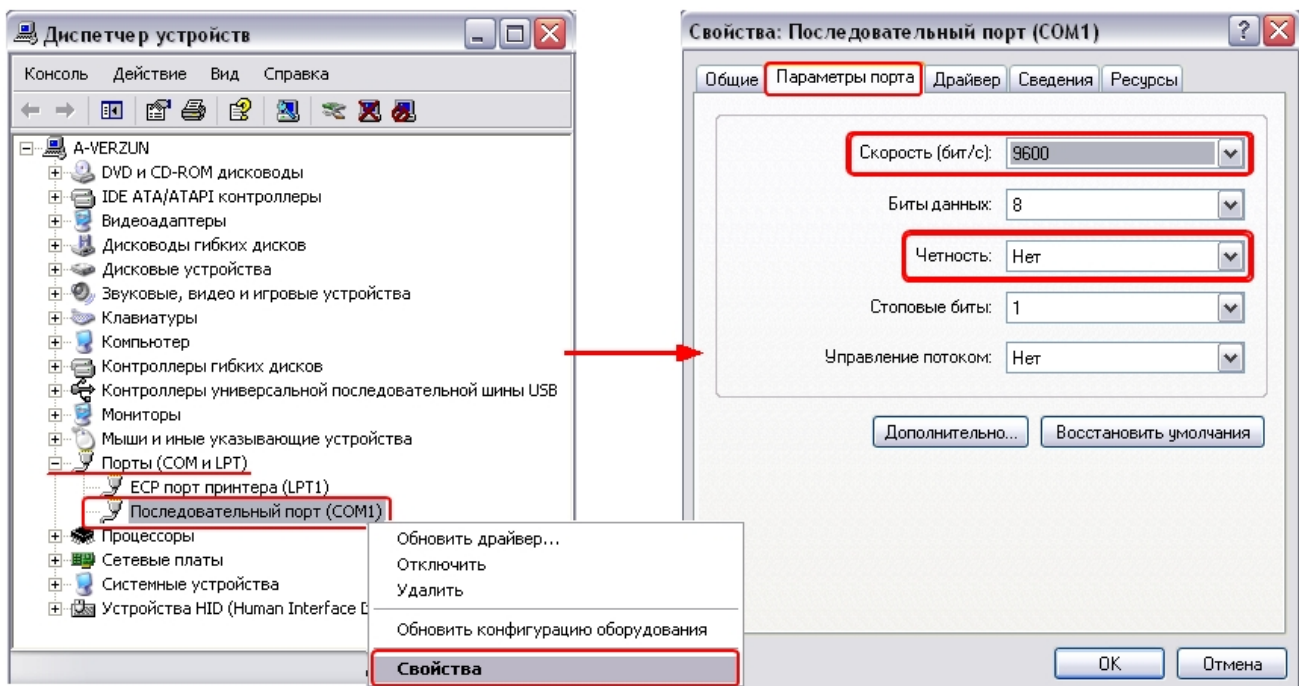 Диспетчер устройств
Консоль Действие Вид Справка
A-VERZUN
DVD и CD-ROM дисководы
IDE ATA/ATAPI контроллеры
Видеоадаптеры
Дисководы гибких дисков
Дисковые устройства
Звуковые, видео и игровые устройства
Клавиатуры
Компьютер
Контроллеры гибких дисков
Контроллеры универсальной последовательной шины USB
Мониторы
Мыши и иные указывающие устройства
Порты (COM и LPT)
ECP порт принтера (LPT1)
Последовательный порт (COM1)
Процессоры
Сетевые платы
Системные устройства
Устройства HID (Human Interface
Обновить драйвер...
Отключить
Удалить
Обновить конфигурацию оборудования
Свойства
Свойства: Последовательный порт (COM1)
Общие Параметры порта Драйвер Сведения Ресурсы
Скорость (бит/с): 9600
Биты данных: 8
Четность: Нет
Стоповые биты: 1
Управление потоком: Нет
Дополнительно... Восстановить умолчания
OK Отмена